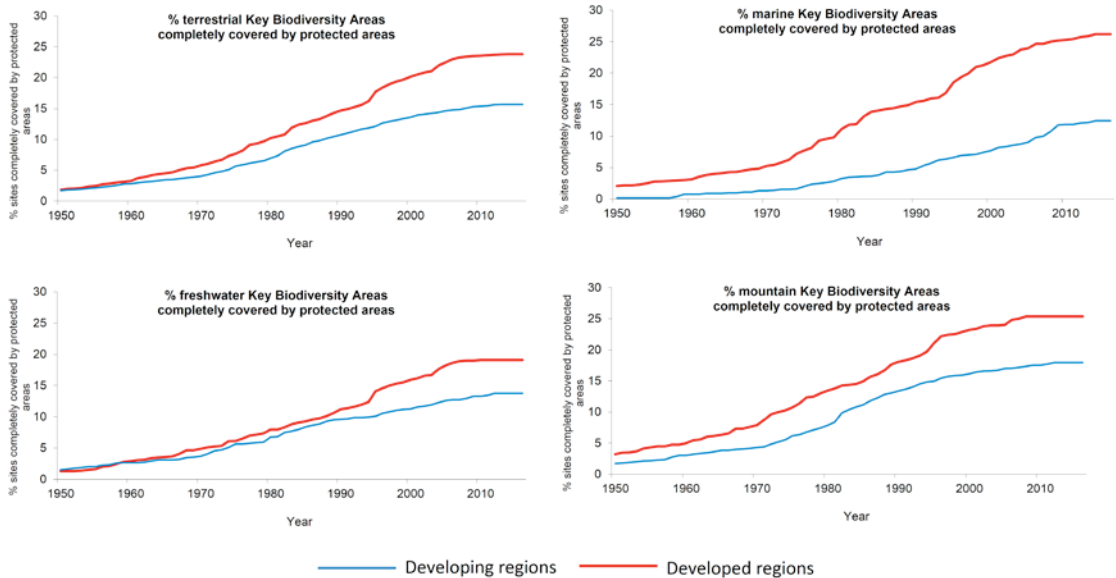 % terrestrial Key Biodiversity Areas
completely covered by protected areas
% sites completely covered by protected
areas
30
25
20
15
10
5
0
1950 1960 1970 1980 1990 2000 2010
Year
% marine Key Biodiversity Areas
completely covered by protected areas
% sites completely covered by protected
areas
30
25
20
15
10
5
0
1950 1960 1970 1980 1990 2000 2010
Year
% freshwater Key Biodiversity Areas
completely covered by protected areas
% sites completely covered by protected
areas
30
25
20
15
10
5
0
1950 1960 1970 1980 1990 2000 2010
Year
% mountain Key Biodiversity Areas
completely covered by protected areas
% sites completely covered by protected
areas
30
25
20
15
10
5
0
1950 1960 1970 1980 1990 2000 2010
Year
Developing regions Developed regions